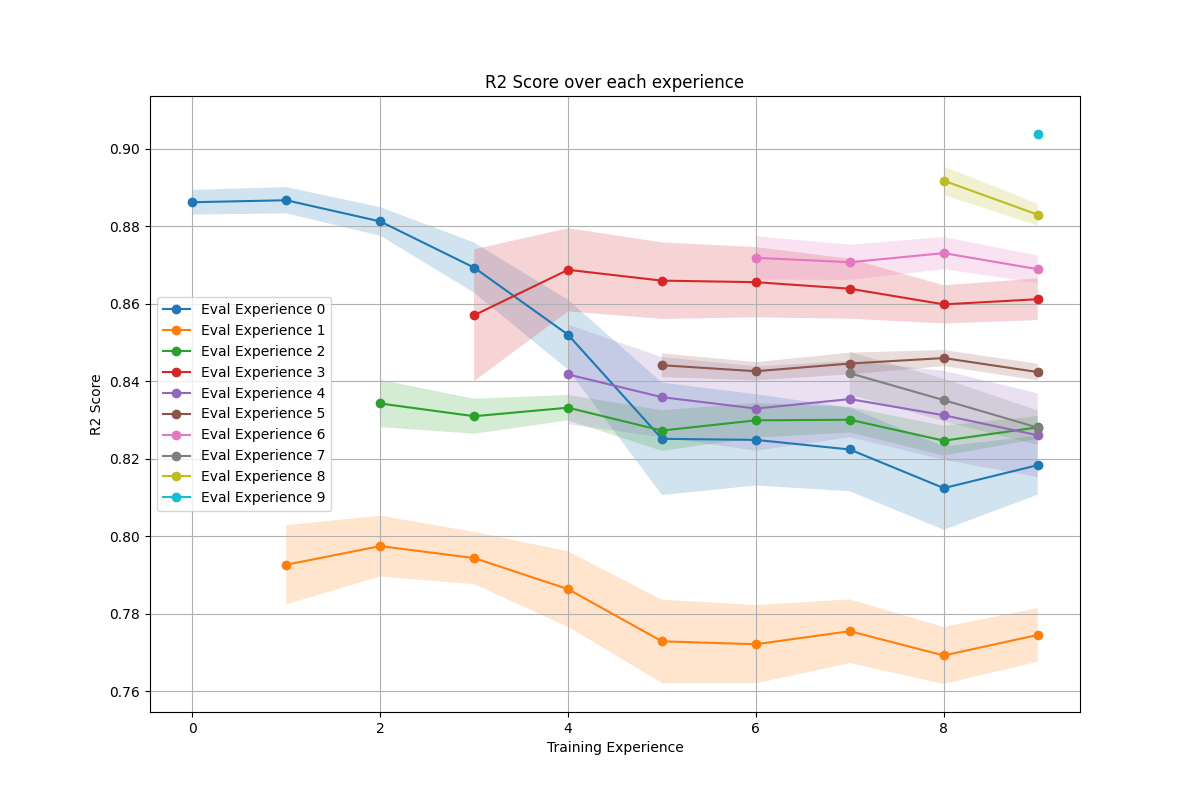 R2 Score over each experience
R2 Score
0.90
0.88
0.86
0.84
0.82
0.80
0.78
0.76
Eval Experience 0
Eval Experience 1
Eval Experience 2
Eval Experience 3
Eval Experience 4
Eval Experience 5
Eval Experience 6
Eval Experience 7
Eval Experience 8
Eval Experience 9
0 2 4 6 8
Training Experience